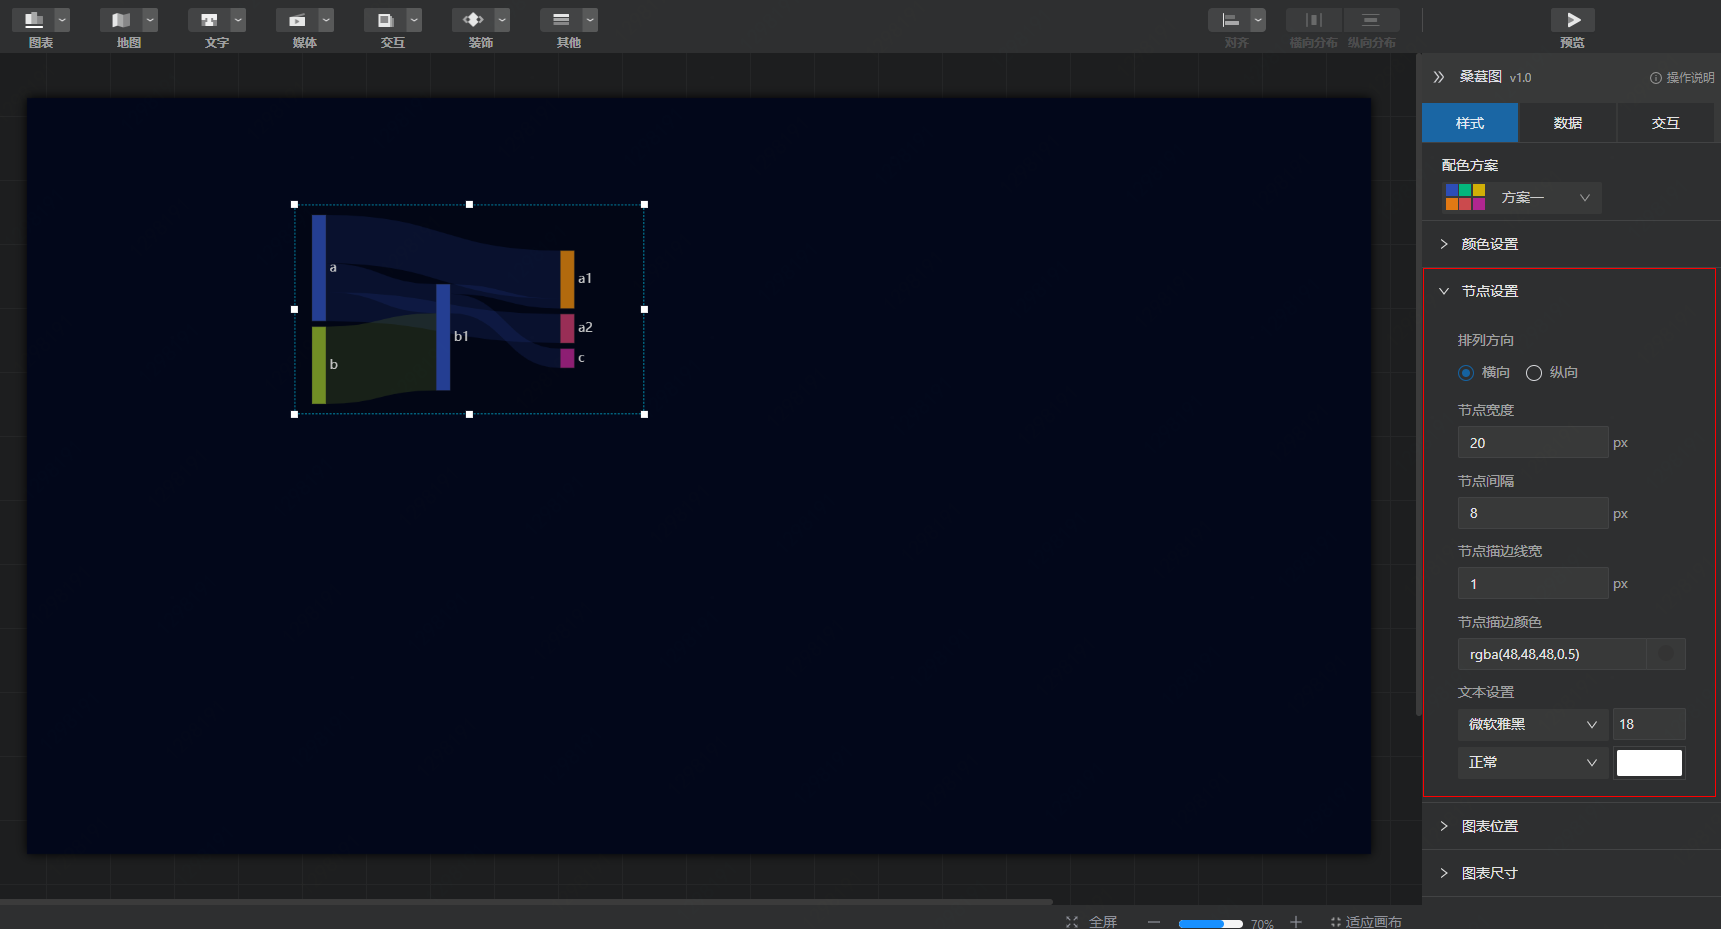 图表
地图
文字
媒体
交互
装饰
其他
对齐
横向分布
纵向分布
预览
桑葚图 v1.0
操作说明
样式
数据
交互
配色方案
方案一
颜色设置
节点设置
排列方向
横向
纵向
节点宽度
20 px
节点间隔
8 px
节点描边线宽
1 px
节点描边颜色
rgba(48,48,48,0.5)
文本设置
微软雅黑
18
正常
图表位置
图表尺寸
a
b
b1
a1
a2
c
全屏
70%
适应画布